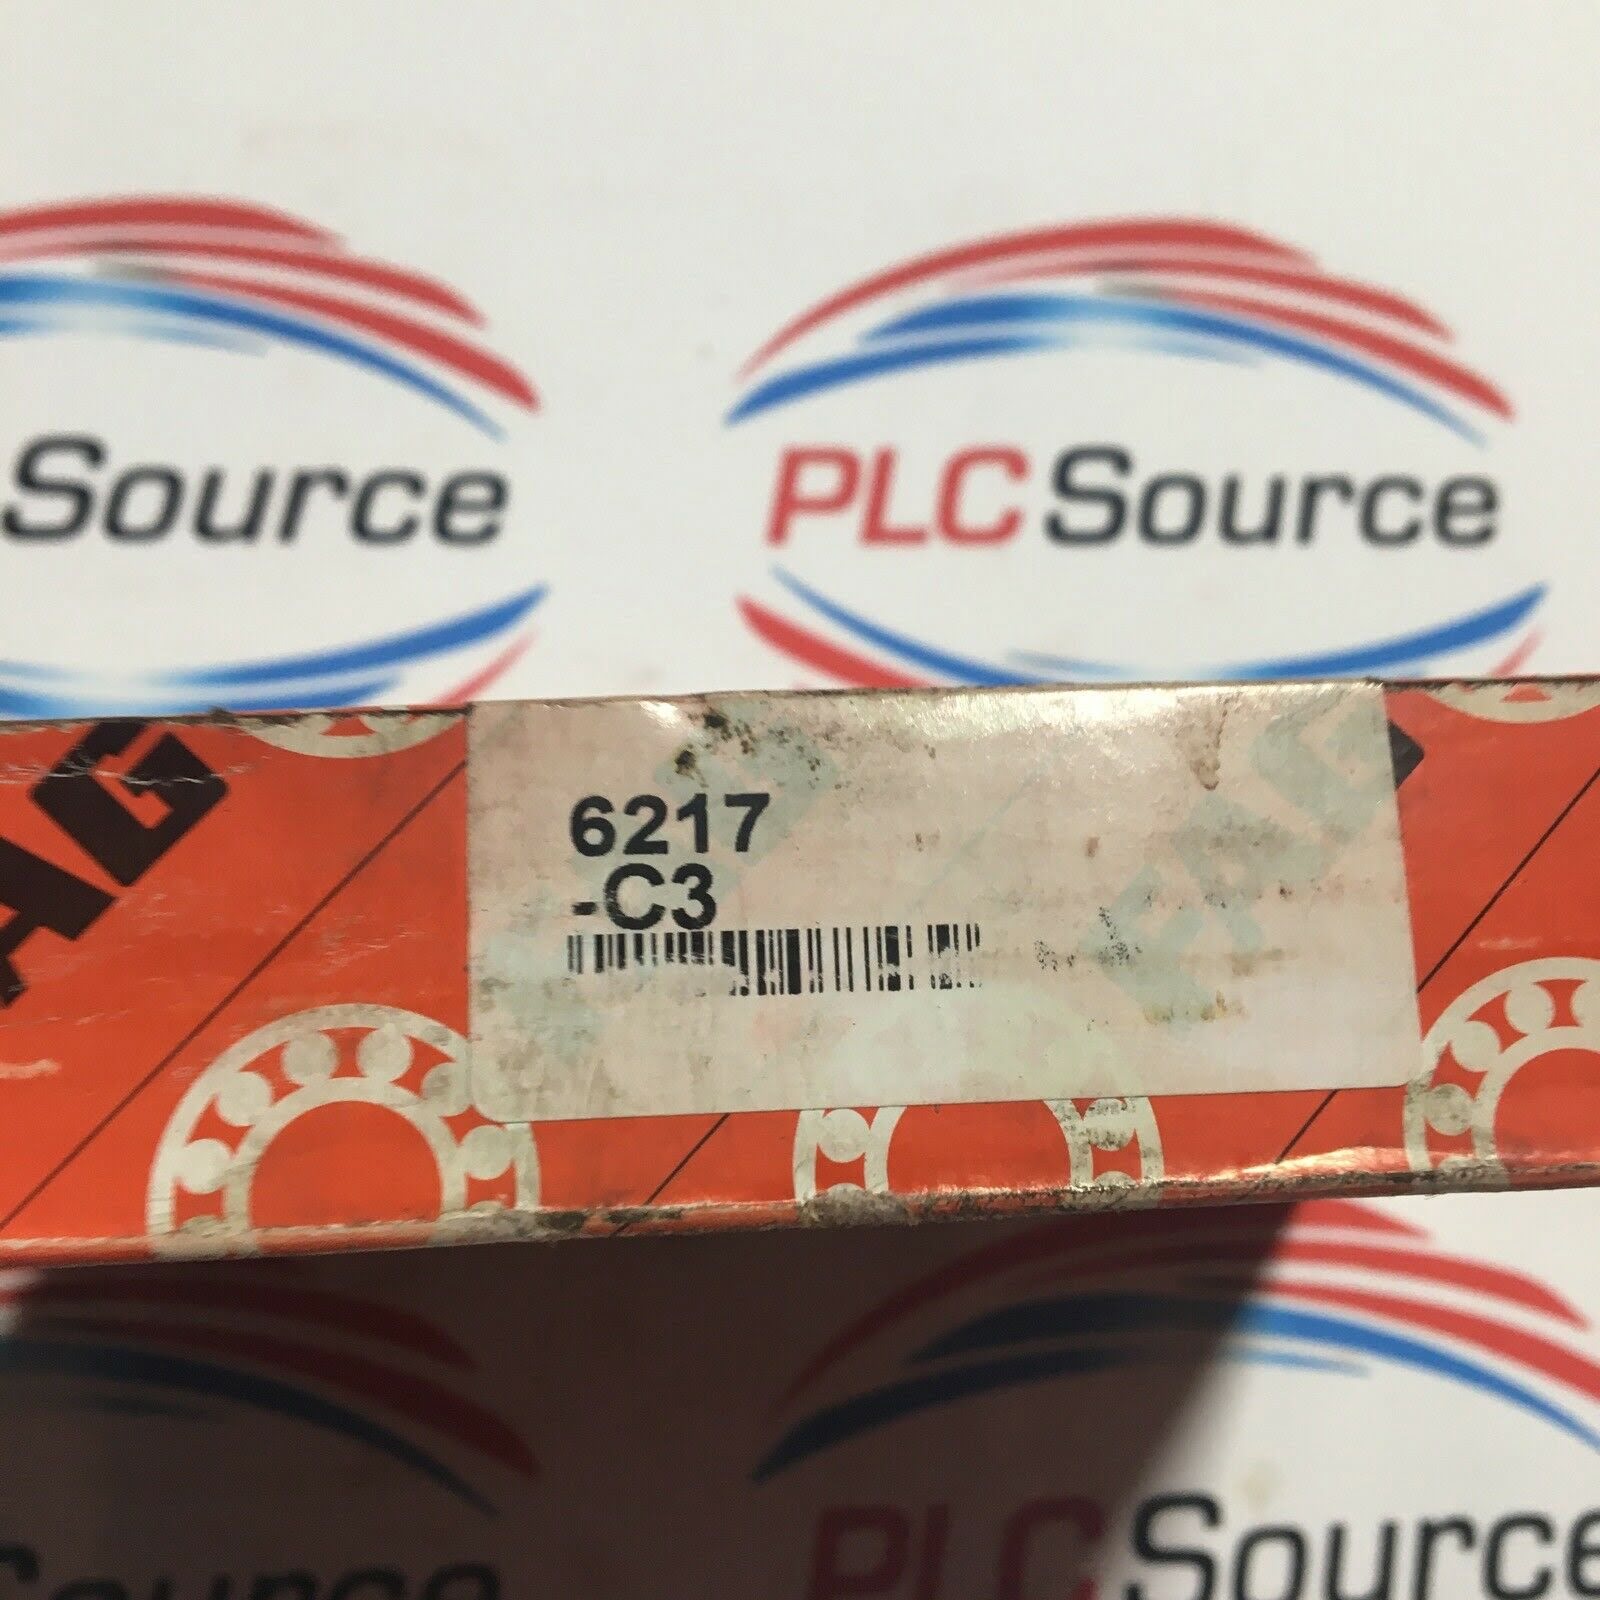 Source
PLC Source
AG
6217
-C3
PLC Source